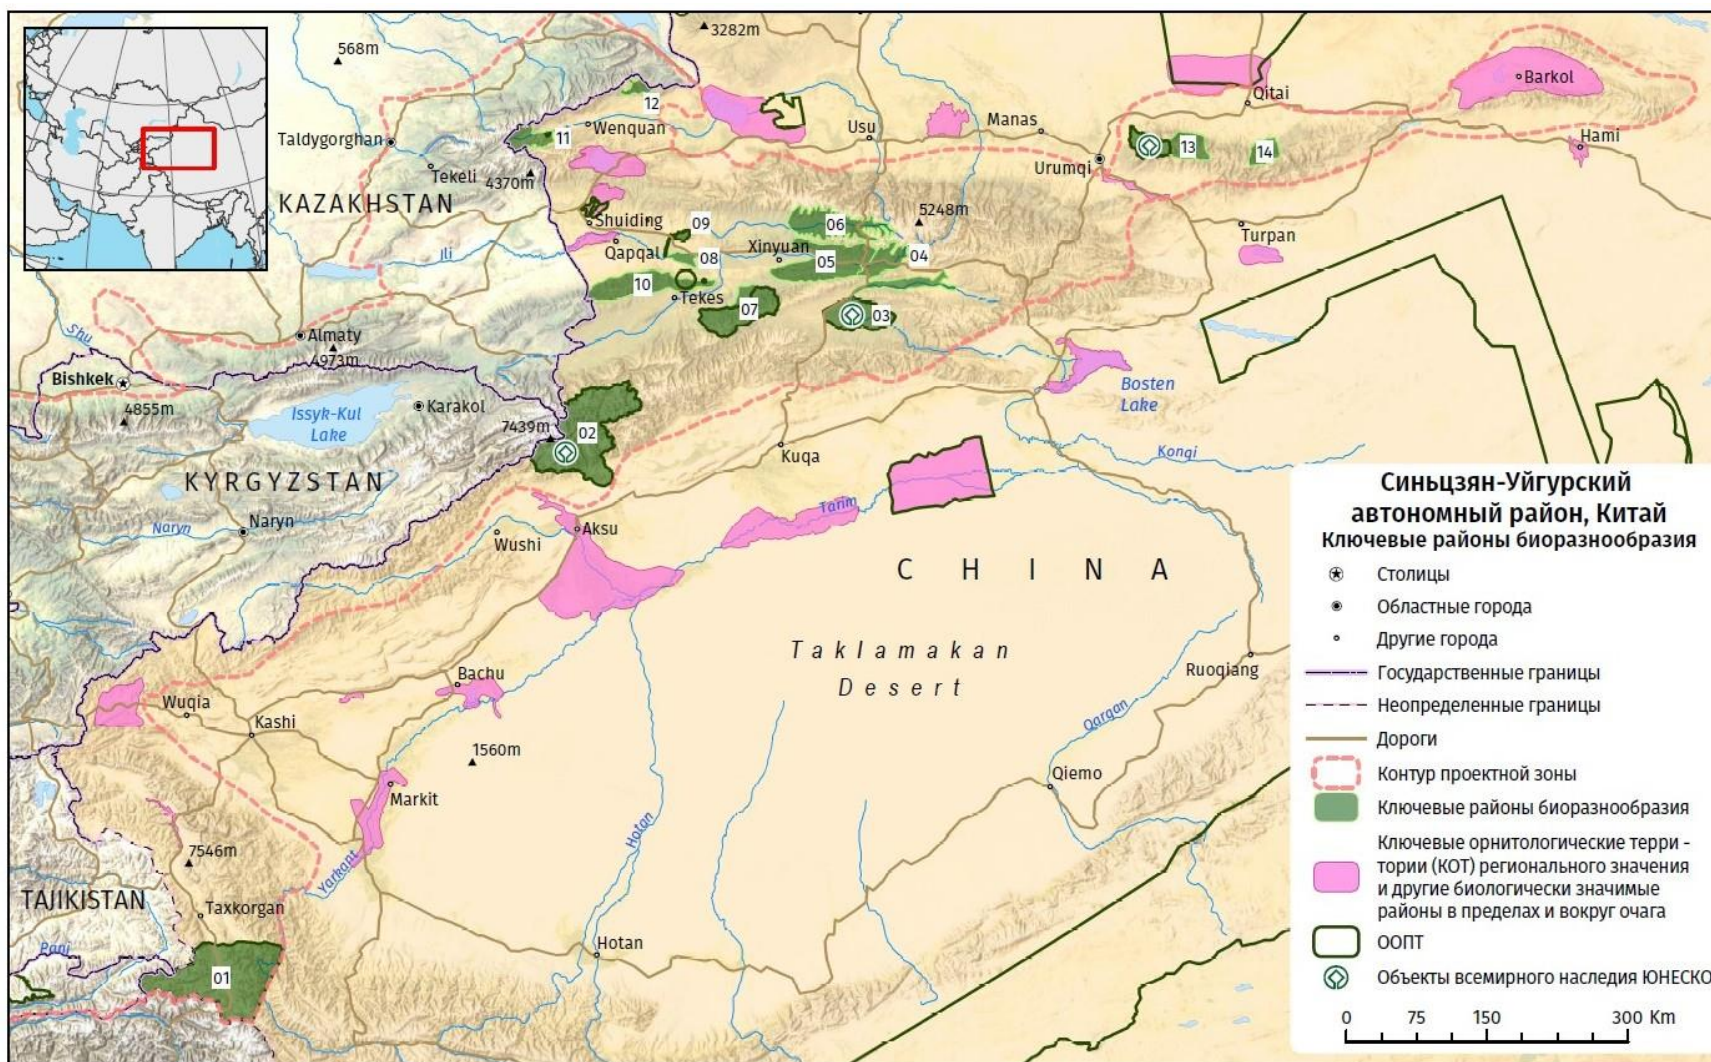 3282m
568m
Barkol
Qitai
12
Wenquan
11
Usu
Manas
Taldygorghan
Hami
13
14
Urumqi
Tekeli
4370m
KAZAKHSTAN
Shuiding
09
06
5248m
Turpan
Qapqal
Xinyuan
Ili
08
05
04
10
Tekes
07
03
Shu
Almaty
4973m
Bishkek
Bosten
Lake
4855m
Issyk-Kul
Lake
Karakol
7439m
02
Kuqa
Konqi
KYRGYZSTAN
Naryn
Naryn
Tarim
Aksu
Wushi
CHINA
Taklamakan
Desert
Ruoqiang
Bachu
Wuqia
Kashi
Qargan
1560m
Qiemo
Markit
Hotan
7546m
Yarkant
TAJIKISTAN
Taxkorgan
Hotan
Panj
01
Синьцзян-Уйгурский
автономный район, Китай
Ключевые районы биоразнообразия
Столицы
Областные города
Другие города
Государственные границы
Неопределенные границы
Дороги
Контур проектной зоны
Ключевые районы биоразнообразия
Ключевые орнитологические терри -
тории (КОТ) регионального значения
и другие биологически значимые
районы в пределах и вокруг очага
ООПТ
Объекты всемирного наследия ЮНЕСКО
0 75 150 300 Km